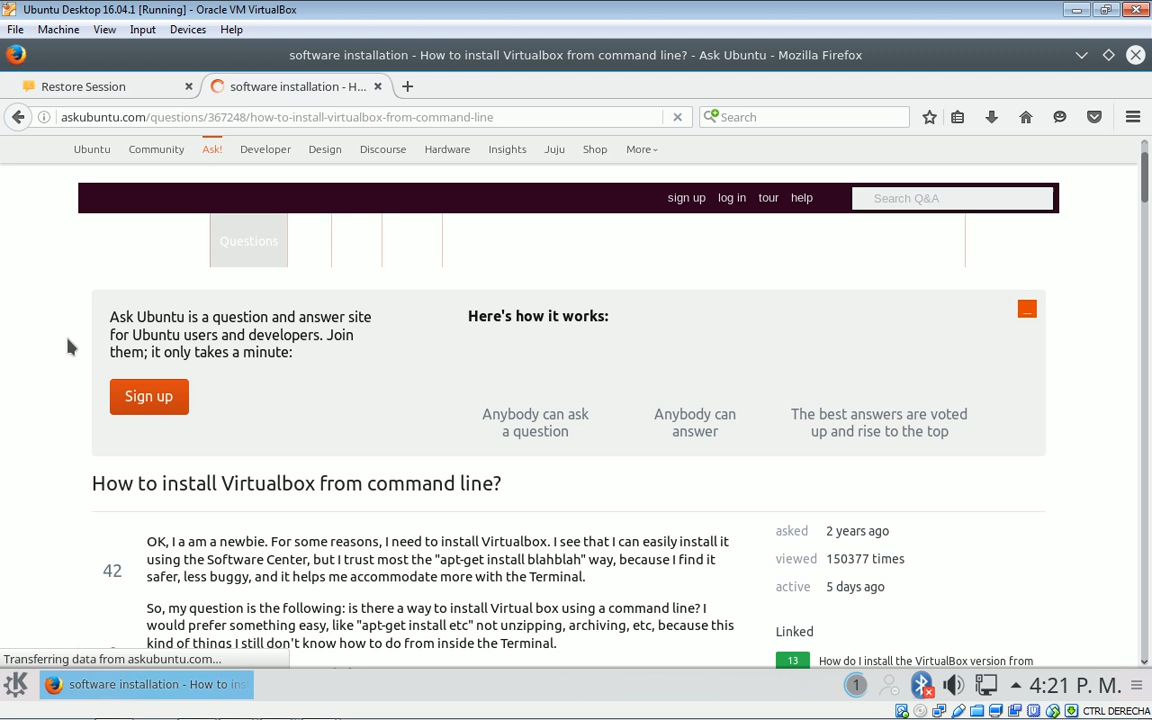 Ubuntu Desktop 16.04.1 [Running] - Oracle VM VirtualBox
File Machine View Input Devices Help
software installation - How to install Virtualbox from command line? - Ask Ubuntu - Mozilla Firefox
Restore Session
software installation - H...
askubuntu.com/questions/367248/how-to-install-virtualbox-from-command-line
Search
Ubuntu Community Ask! Developer Design Discourse Hardware Insights Juju Shop More
sign up log in tour help
Search Q&A
Questions
Ask Ubuntu is a question and answer site
for Ubuntu users and developers. Join
them; it only takes a minute:
Sign up
Here's how it works:
Anybody can ask
a question
Anybody can
answer
The best answers are voted
up and rise to the top
How to install Virtualbox from command line?
42
OK, I a am a newbie. For some reasons, I need to install Virtualbox. I see that I can easily install it
using the Software Center, but I trust most the "apt-get install blahblah" way, because I find it
safer, less buggy, and it helps me accommodate more with the Terminal.
So, my question is the following: is there a way to install Virtual box using a command line? I
would prefer something easy, like "apt-get install etc" not unzipping, archiving, etc, because this
kind of things I still don't know how to do from inside the Terminal.
asked 2 years ago
viewed 150377 times
active 5 days ago
Linked
13 How do I install the VirtualBox version from
Transferring data from askubuntu.com...
software installation - How to ins
1
4:21 P. M.
CTRL DERECHA